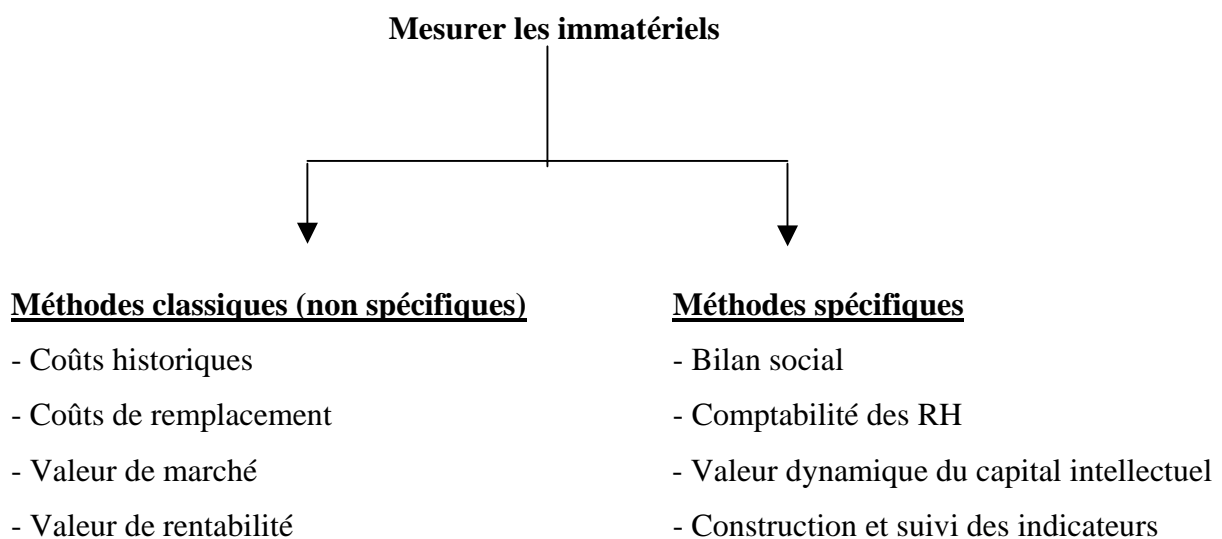 Mesurer les immatériels
Méthodes classiques (non spécifiques)
- Coûts historiques
- Coûts de remplacement
- Valeur de marché
- Valeur de rentabilité
Méthodes spécifiques
- Bilan social
- Comptabilité des RH
- Valeur dynamique du capital intellectuel
- Construction et suivi des indicateurs